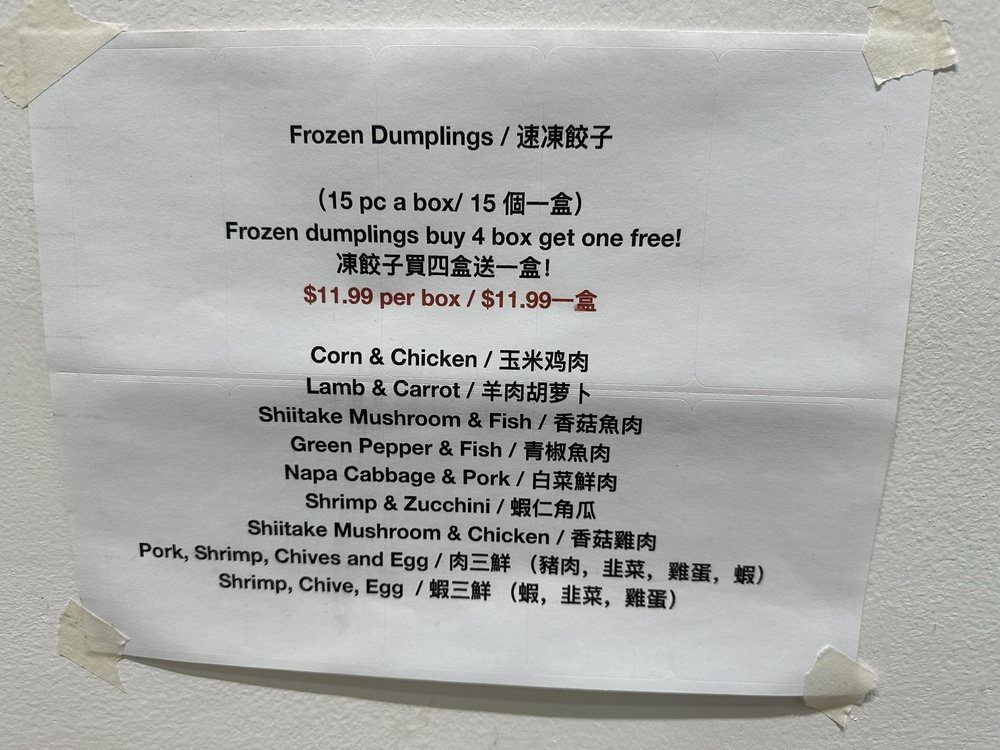 Frozen Dumplings / 速凍餃子
（15 pc a box/ 15 個一盒）
Frozen dumplings buy 4 box get one free!
凍餃子買四盒送一盒！
$11.99 per box / $11.99一盒
Corn & Chicken / 玉米鸡肉
Lamb & Carrot / 羊肉胡萝卜
Shiitake Mushroom & Fish / 香菇魚肉
Green Pepper & Fish / 青椒魚肉
Napa Cabbage & Pork / 白菜鮮肉
Shrimp & Zucchini / 蝦仁角瓜
Shiitake Mushroom & Chicken / 香菇雞肉
Pork, Shrimp, Chives and Egg / 肉三鮮 （豬肉，韭菜，雞蛋，蝦）
Shrimp, Chive, Egg / 蝦三鮮 （蝦，韭菜，雞蛋）